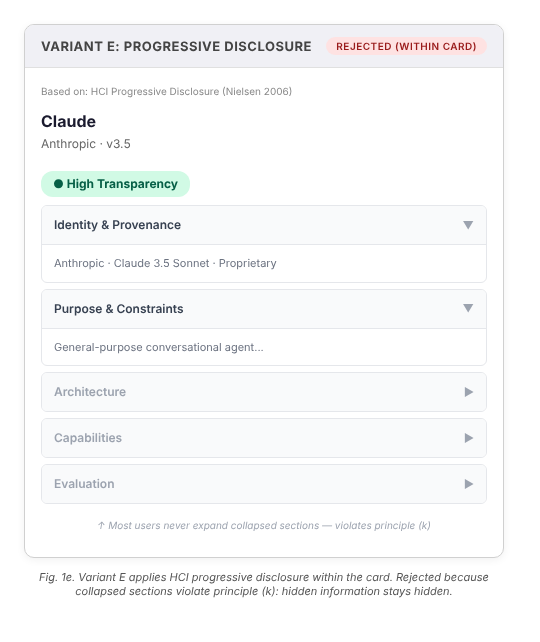 VARIANT E: PROGRESSIVE DISCLOSURE
REJECTED (WITHIN CARD)
Based on: HCI Progressive Disclosure (Nielsen 2006)
Claude
Anthropic · v3.5
High Transparency
Identity & Provenance
Anthropic · Claude 3.5 Sonnet · Proprietary
Purpose & Constraints
General-purpose conversational agent...
Architecture
Capabilities
Evaluation
↑ Most users never expand collapsed sections — violates principle (k)
Fig. 1e. Variant E applies HCI progressive disclosure within the card. Rejected because
collapsed sections violate principle (k): hidden information stays hidden.